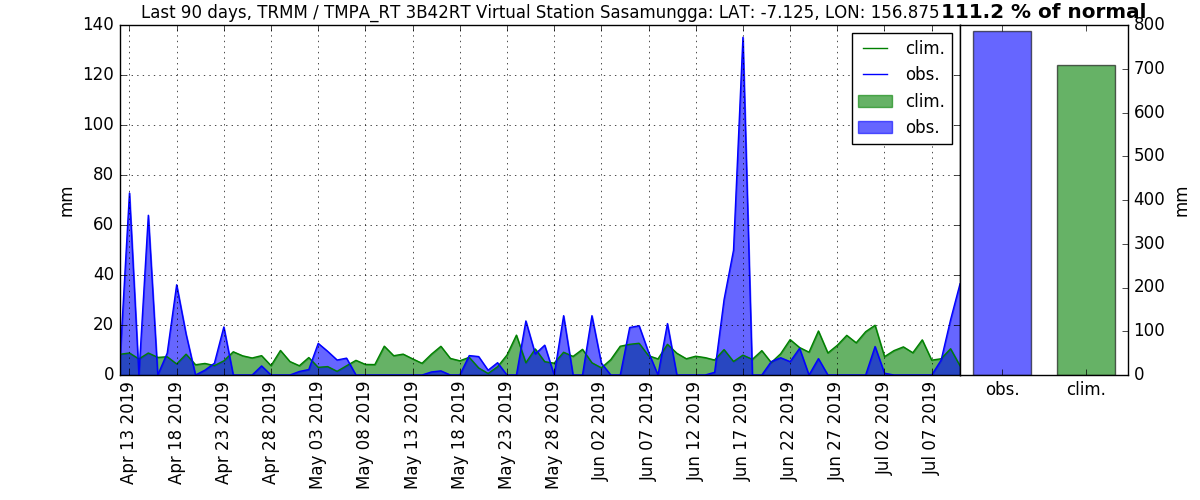 Last 90 days, TRMM / TMPA_RT 3B42RT Virtual Station Sasamungga: LAT: -7.125, LON: 156.875 111.2 % of normal
140
120
100
80
60
40
20
0
mm
clim.
obs.
clim.
obs.
Apr 13 2019
Apr 18 2019
Apr 23 2019
Apr 28 2019
May 03 2019
May 08 2019
May 13 2019
May 18 2019
May 23 2019
May 28 2019
Jun 02 2019
Jun 07 2019
Jun 12 2019
Jun 17 2019
Jun 22 2019
Jun 27 2019
Jul 02 2019
Jul 07 2019
800
700
600
500
400
300
200
100
0
mm
obs.
clim.